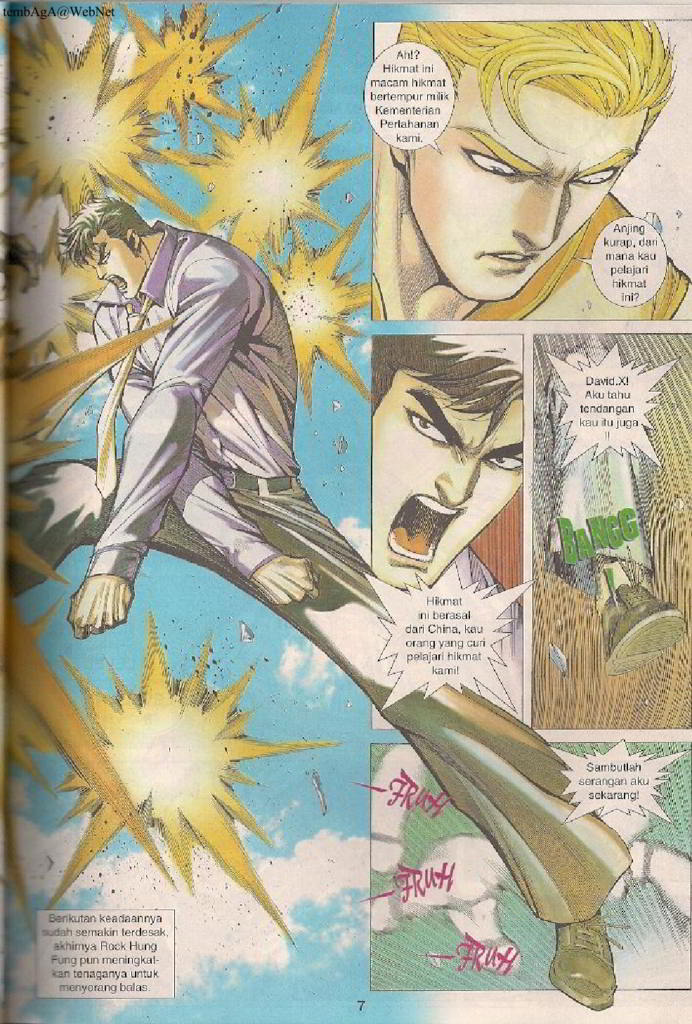 tembAgA@WebNet
Ah!?
Hikmat ini
macam hikmat
bertempur milik
Kementerian
Pertahanan
kami.
Anjing
kurap, dari
mana kau
pelajari
hikmat
ini?
David.X!
Aku tahu
tendangan
kau itu juga
!!
BANGG
!
Hikmat
ini berasal
dari China, kau
orang yang curi
pelajari hikmat
kami!
Sambutlah
serangan aku
sekarang!
FRUH
FRUH
FRUH
Berikutan keadaannya
sudah semakin terdesak,
akhirnya Rock Hung
Fung pun meningkat-
kan tenaganya untuk
menyerang balas.
7